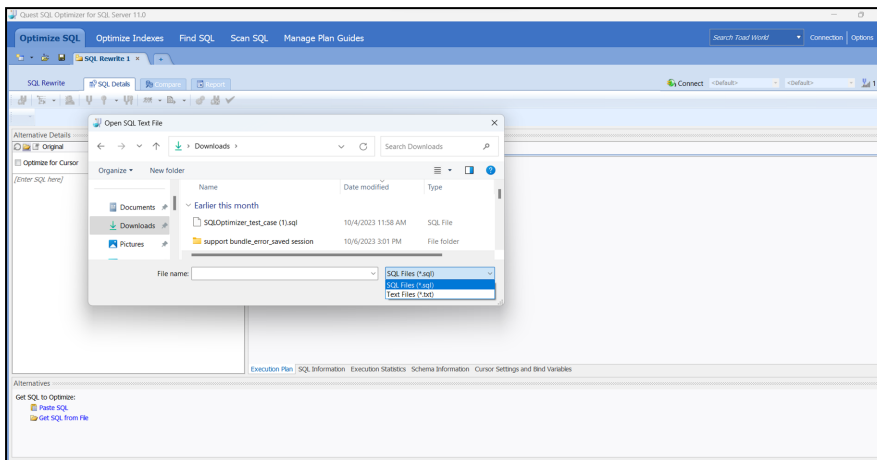 Quest SQL Optimizer for SQL Server 11.0
Optimize SQL Optimize Indexes Find SQL Scan SQL Manage Plan Guides
Search Toad World Connection Options
SQL Rewrite 1
SQL Rewrite SQL Details Compare Report
Connect <Default> <Default> 1
Alternative Details
Original
Optimize for Cursor
[Enter SQL here]
Open SQL Text File
Downloads
Search Downloads
Organize New folder
Name Date modified Type
Documents
Downloads
Pictures
Earlier this month
SQLOptimizer_test_case (1).sql 10/4/2023 11:58 AM SQL File
support bundle_error_saved session 10/6/2023 3:01 PM File folder
File name:
SQL Files (*.sql)
SQL Files (*.sql)
Text Files (*.txt)
Execution Plan SQL Information Execution Statistics Schema Information Cursor Settings and Bind Variables
Alternatives
Get SQL to Optimize:
Paste SQL
Get SQL from File